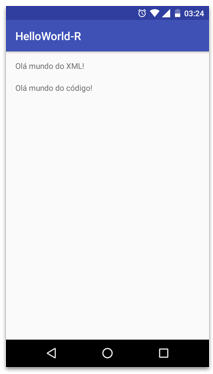 03:24
HelloWorld-R
Olá mundo do XML!
Olá mundo do código!